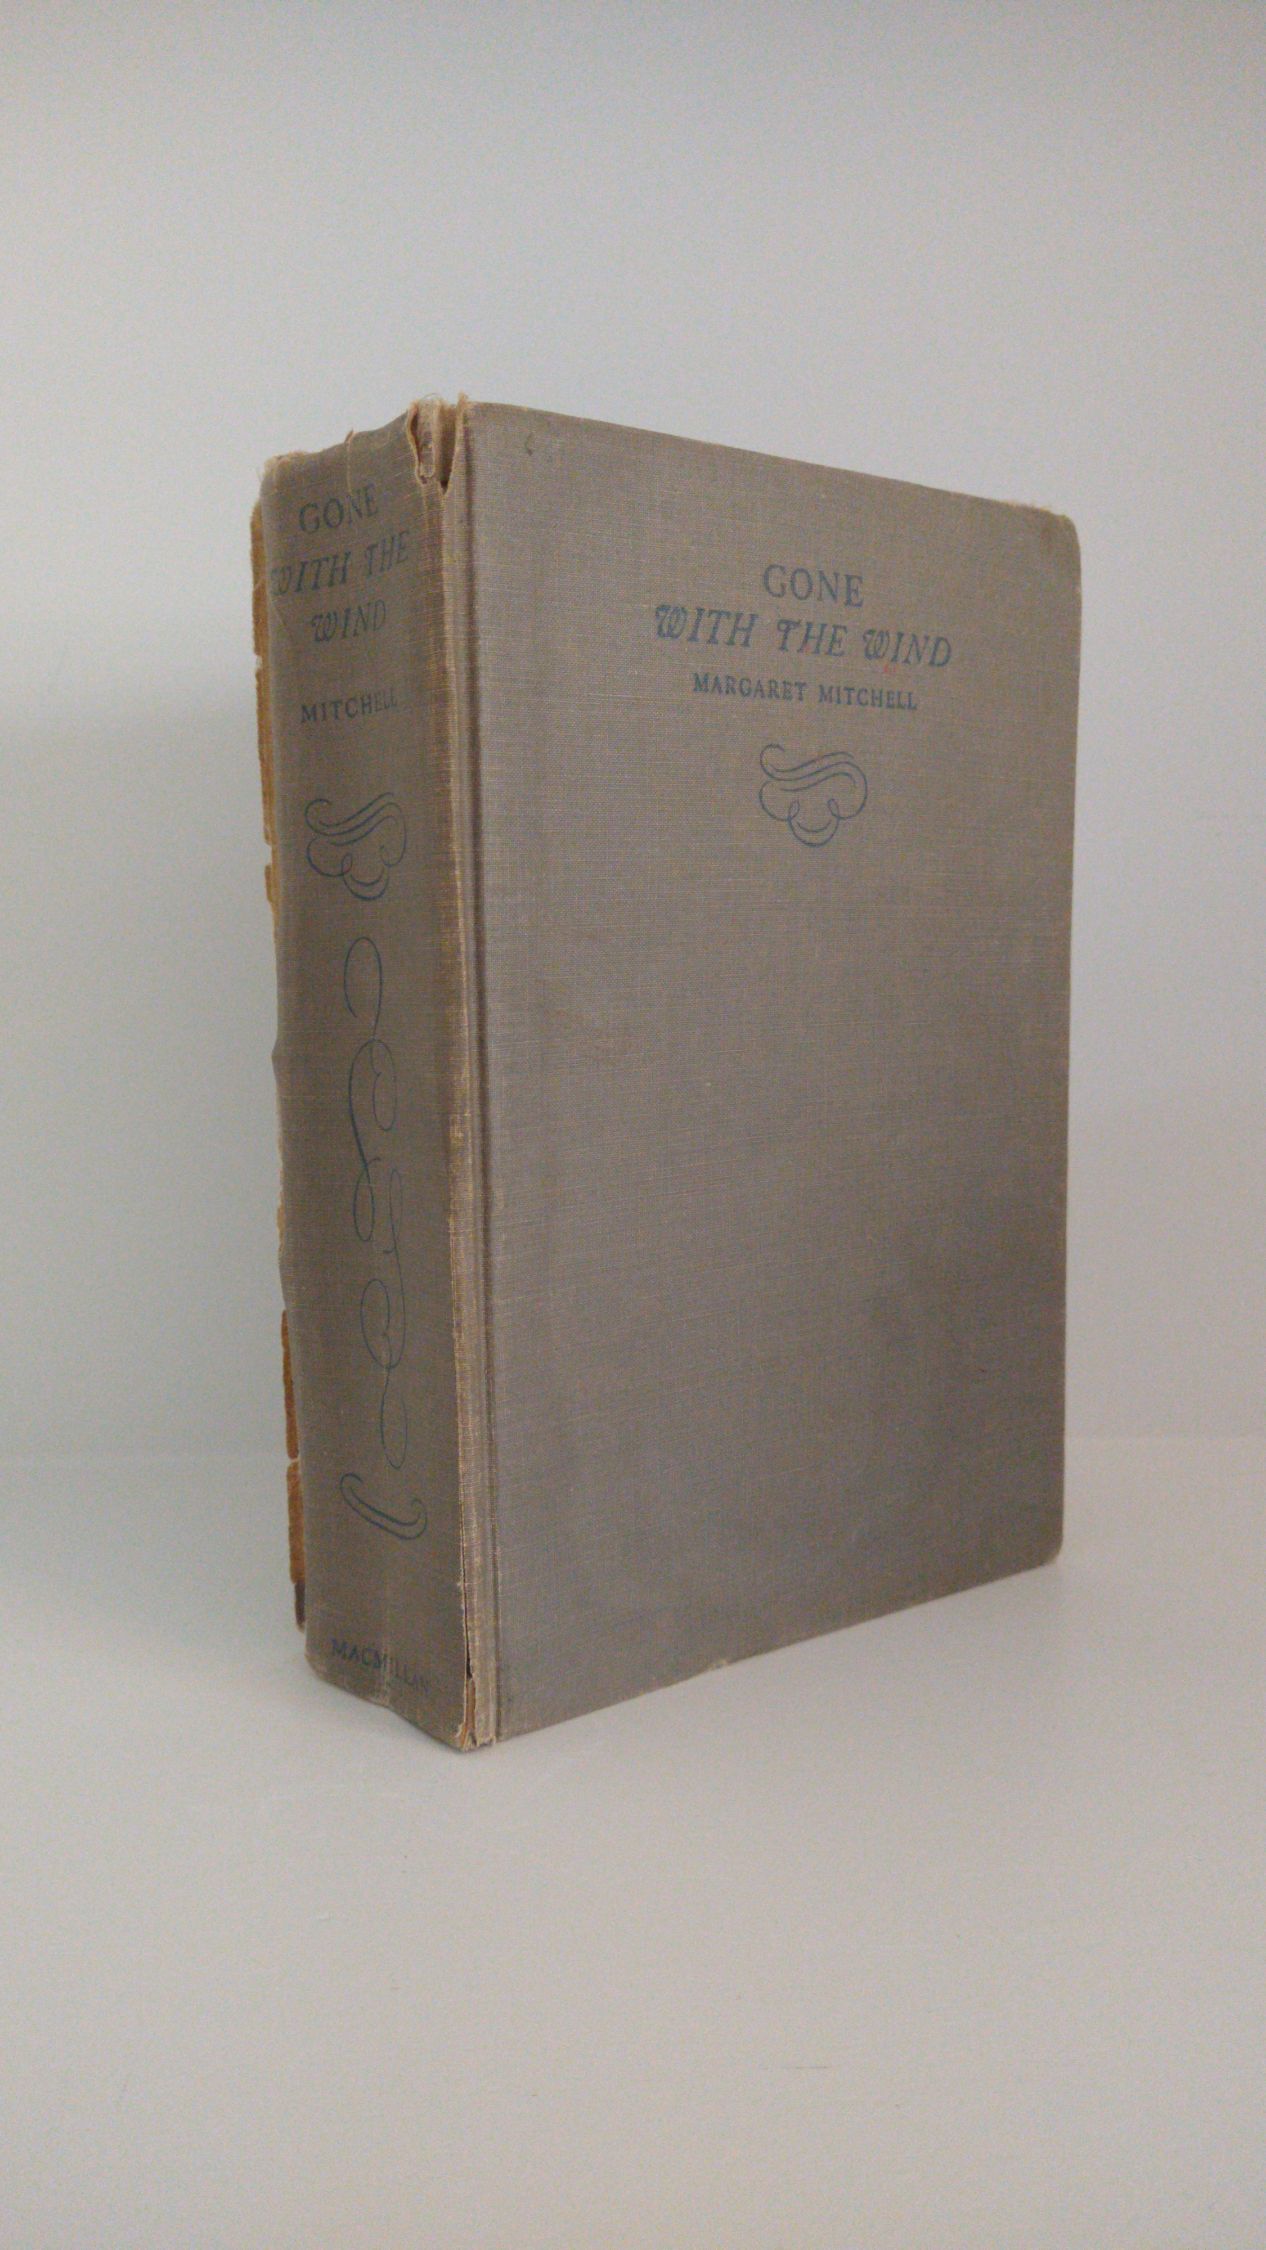 GONE
WITH THE
WIND
MITCHELL
MACMILLAN
GONE
WITH THE WIND
MARGARET MITCHELL